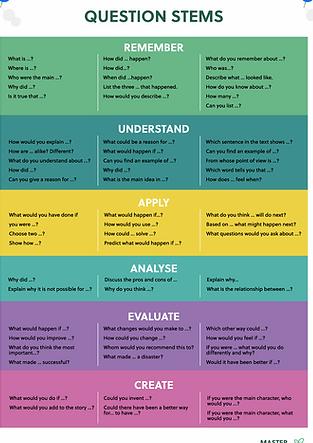 QUESTION STEMS
REMEMBER
What is ...?
Where is ...?
Who were the main ...?
Why did ...?
Is it true that ...?
How did ... happen?
How did...?
When did ...happen?
List the three ... that happened.
How would you describe ...?
What do you remember about ...?
Who was...?
Describe what ... looked like.
How do you know about ...?
How many ...?
Can you list ...?
UNDERSTAND
How would you explain ...?
How are ... alike? Different?
What do you understand about ...?
How did ...?
Can you give a reason for ...?
What could be a reason for ...?
What would happen if ...?
Can you find an example of ...?
Why did ...?
What is the main idea in ...?
Which sentence in the text shows ...?
Can you find an example of ...?
From whose point of view is ...?
Which word tells you that ...?
How does ... feel when?
APPLY
What would you have done if
you were ...?
Choose two ...?
Show how ...?
What would happen if...?
How would you use ...?
How could ... solve ...?
Predict what would happen if ...?
What do you think ... will do next?
Based on ... what might happen next?
What questions would you ask about ...?
ANALYSE
Why did ...?
Explain why it is not possible for ...?
Discuss the pros and cons of ...
Why do you think ...?
Explain why...
What is the relationship between ...?
EVALUATE
What would happen if ...?
How would you improve ...?
What do you think the most
important...?
What made ... successful?
What changes would you make to ...?
How could you change ...?
Whom would you recommend this to?
What made ... a disaster?
Which other way could ...?
How would you feel if ...?
If you were ... what would you do
differently and why?
Would it have been better if ...?
CREATE
What would you do if ...?
What would you add to the story ...?
Could you invent ...?
Could there have been a better way
for... to have ...?
If you were the main character, who
would you ...?
If you were the main character, what
would you ...?
MASTER